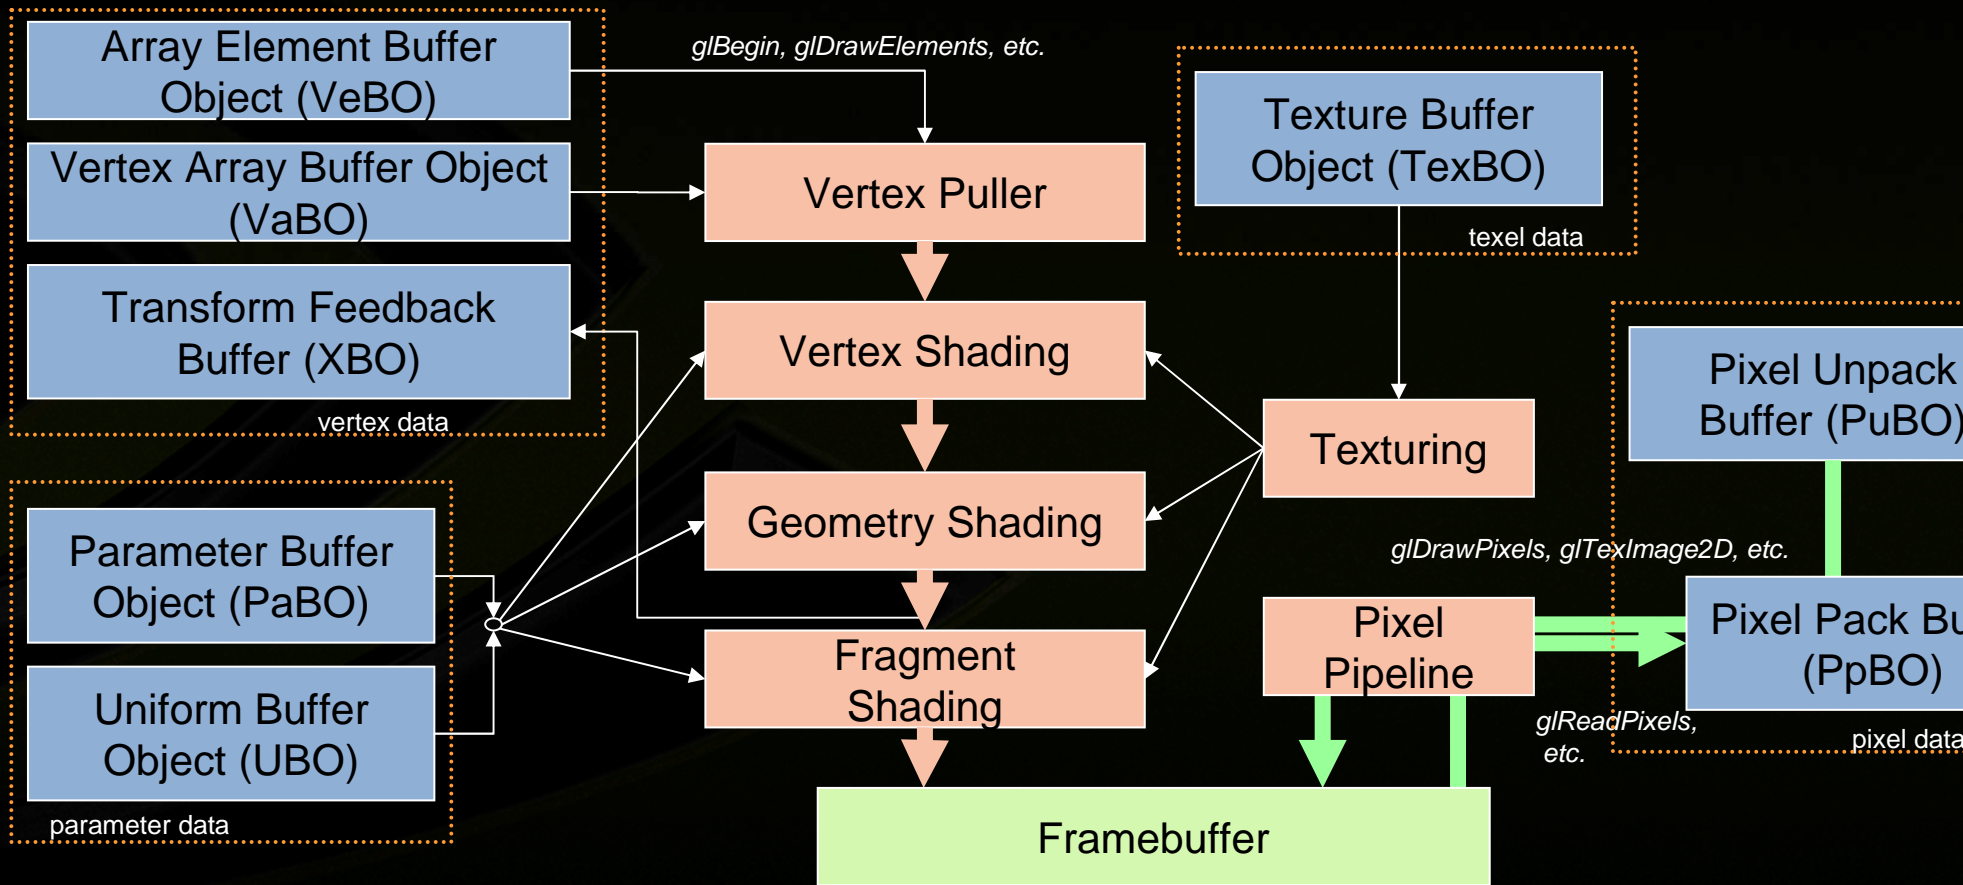 Array Element Buffer
Object (VeBO)
Vertex Array Buffer Object
(VaBO)
Transform Feedback
Buffer (XBO)
vertex data
Parameter Buffer
Object (PaBO)
Uniform Buffer
Object (UBO)
parameter data
glBegin, glDrawElements, etc.
Vertex Puller
Vertex Shading
Geometry Shading
Fragment
Shading
Framebuffer
Texture Buffer
Object (TexBO)
texel data
Texturing
Pixel Unpack
Buffer (PuBO)
glDrawPixels, glTexImage2D, etc.
Pixel
Pipeline
Pixel Pack Bu
(PpBO)
glReadPixels,
etc.
pixel data